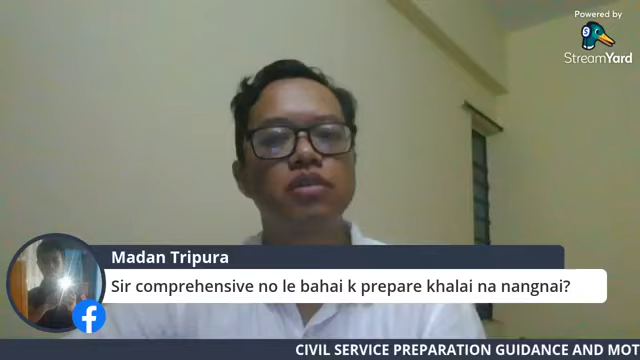 Powered by
StreamYard
Madan Tripura
Sir comprehensive no le bahai k prepare khalai na nangnai?
CIVIL SERVICE PREPARATION GUIDANCE AND MOT